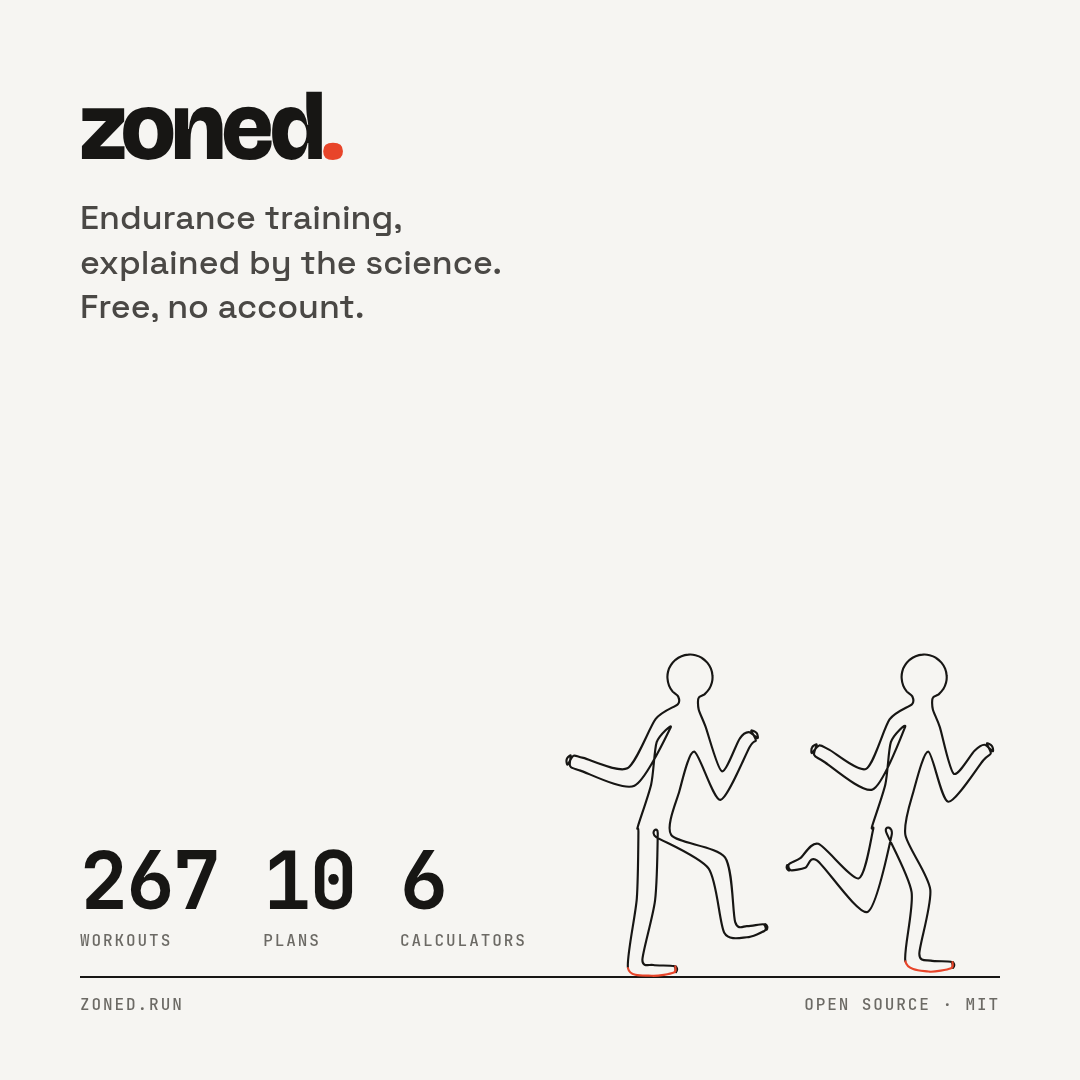 zoned.
Endurance training,
explained by the science.
Free, no account.
267 10 6
WORKOUTS PLANS CALCULATORS
ZONED.RUN OPEN SOURCE · MIT